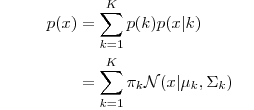 p(x) = \sum_{k=1}^{K} p(k)p(x|k)
= \sum_{k=1}^{K} \pi_k \mathcal{N}(x|\mu_k, \Sigma_k)